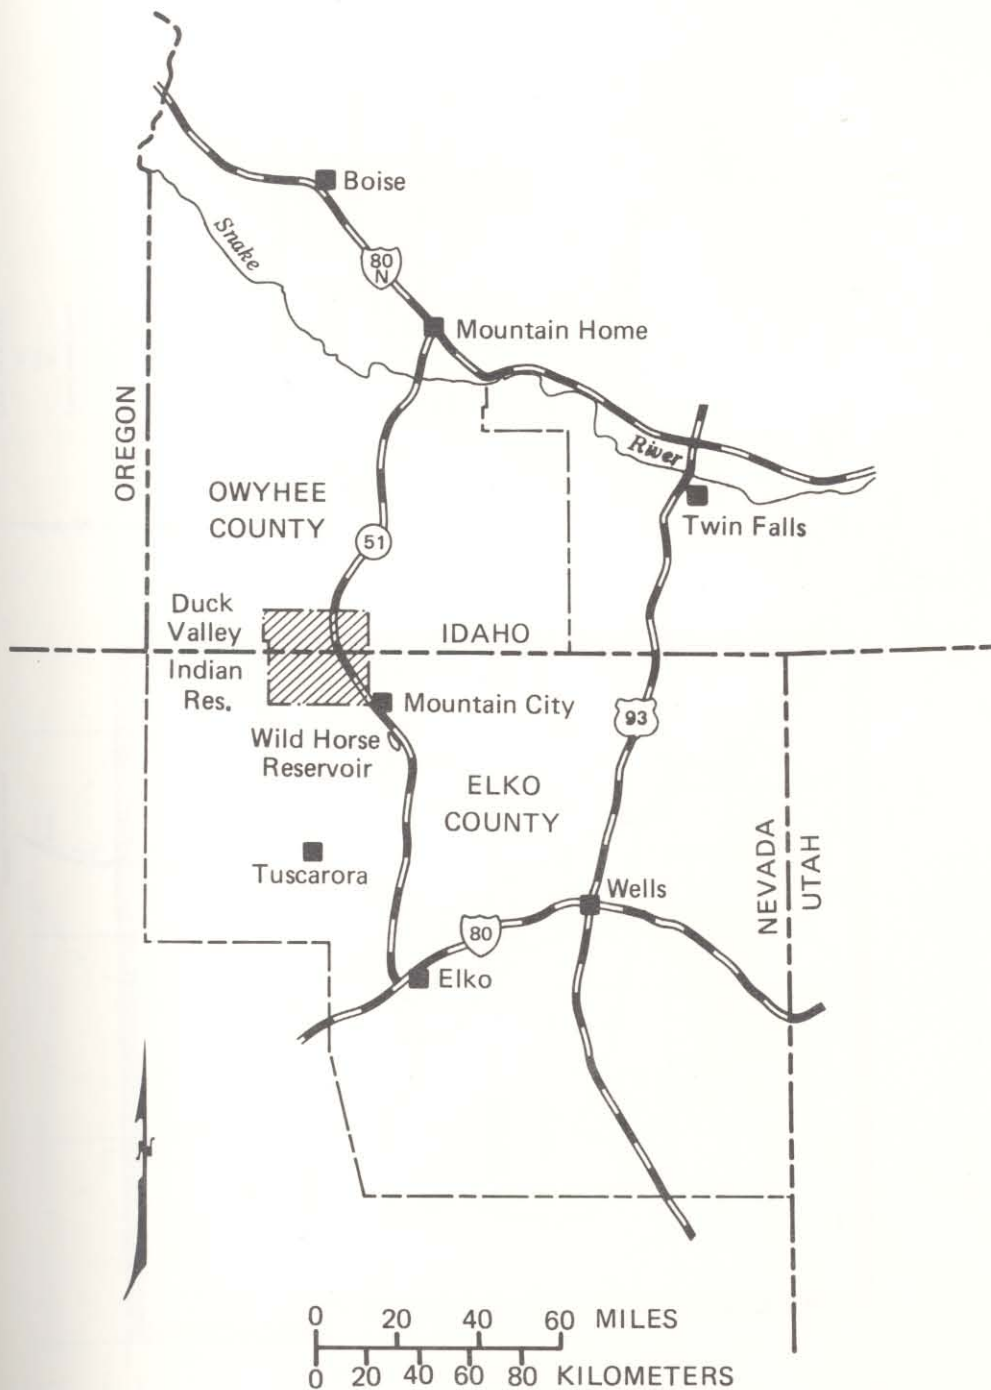 Boise
Snake
80
N
Mountain Home
OREGON
River
OWYHEE
COUNTY
Twin Falls
51
Duck
Valley
IDAHO
Indian
Res.
Mountain City
93
Wild Horse
Reservoir
ELKO
COUNTY
NEVADA
UTAH
Tuscarora
Wells
80
Elko
N
0 20 40 60 MILES
0 20 40 60 80 KILOMETERS